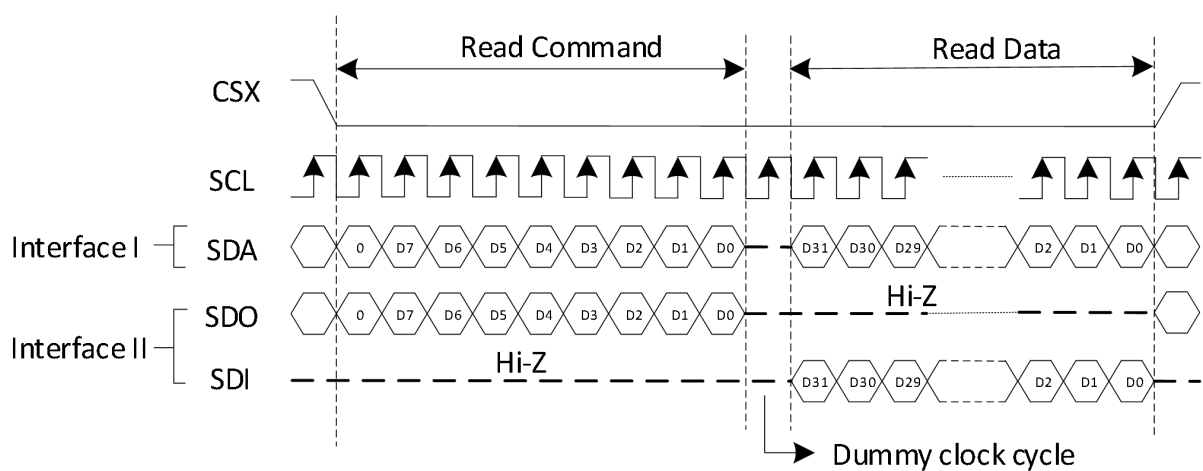 Read Command
Read Data
CSX
SCL
Interface I
SDA
0 D7 D6 D5 D4 D3 D2 D1 D0 D31 D30 D29 D2 D1 D0
Hi-Z
SDO
0 D7 D6 D5 D4 D3 D2 D1 D0
Interface II
Hi-Z
SDI
D31 D30 D29 D2 D1 D0
Dummy clock cycle